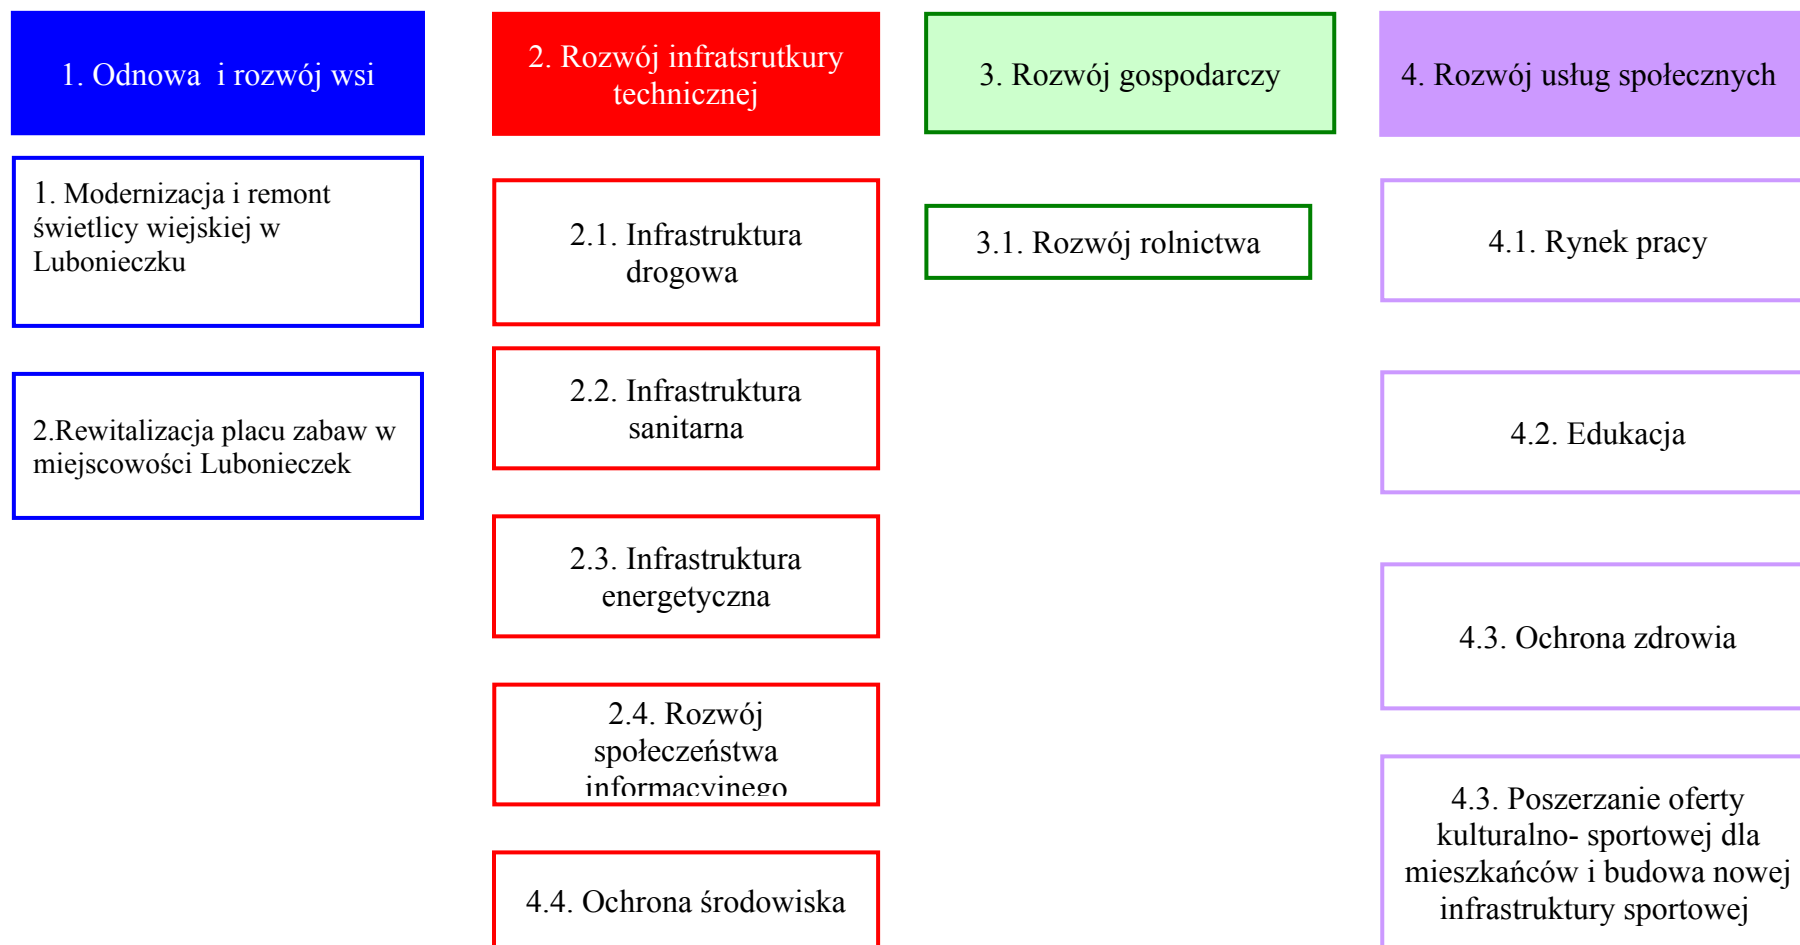 1. Odnowa  i rozwój wsi
2. Rozwój infratsrutkury
technicznej
3. Rozwój gospodarczy
4. Rozwój usług społecznych
1. Modernizacja i remont
świetlicy wiejskiej w
Lubonieczku
2.Rewitalizacja placu zabaw w
miejscowości Lubonieczek
2.1. Infrastruktura
drogowa
2.2. Infrastruktura
sanitarna
2.3. Infrastruktura
energetyczna
2.4. Rozwój
społeczeństwa
informacyjnego
4.4. Ochrona środowiska
3.1. Rozwój rolnictwa
4.1. Rynek pracy
4.2. Edukacja
4.3. Ochrona zdrowia
4.3. Poszerzanie oferty
kulturalno- sportowej dla
mieszkańców i budowa nowej
infrastruktury sportowej